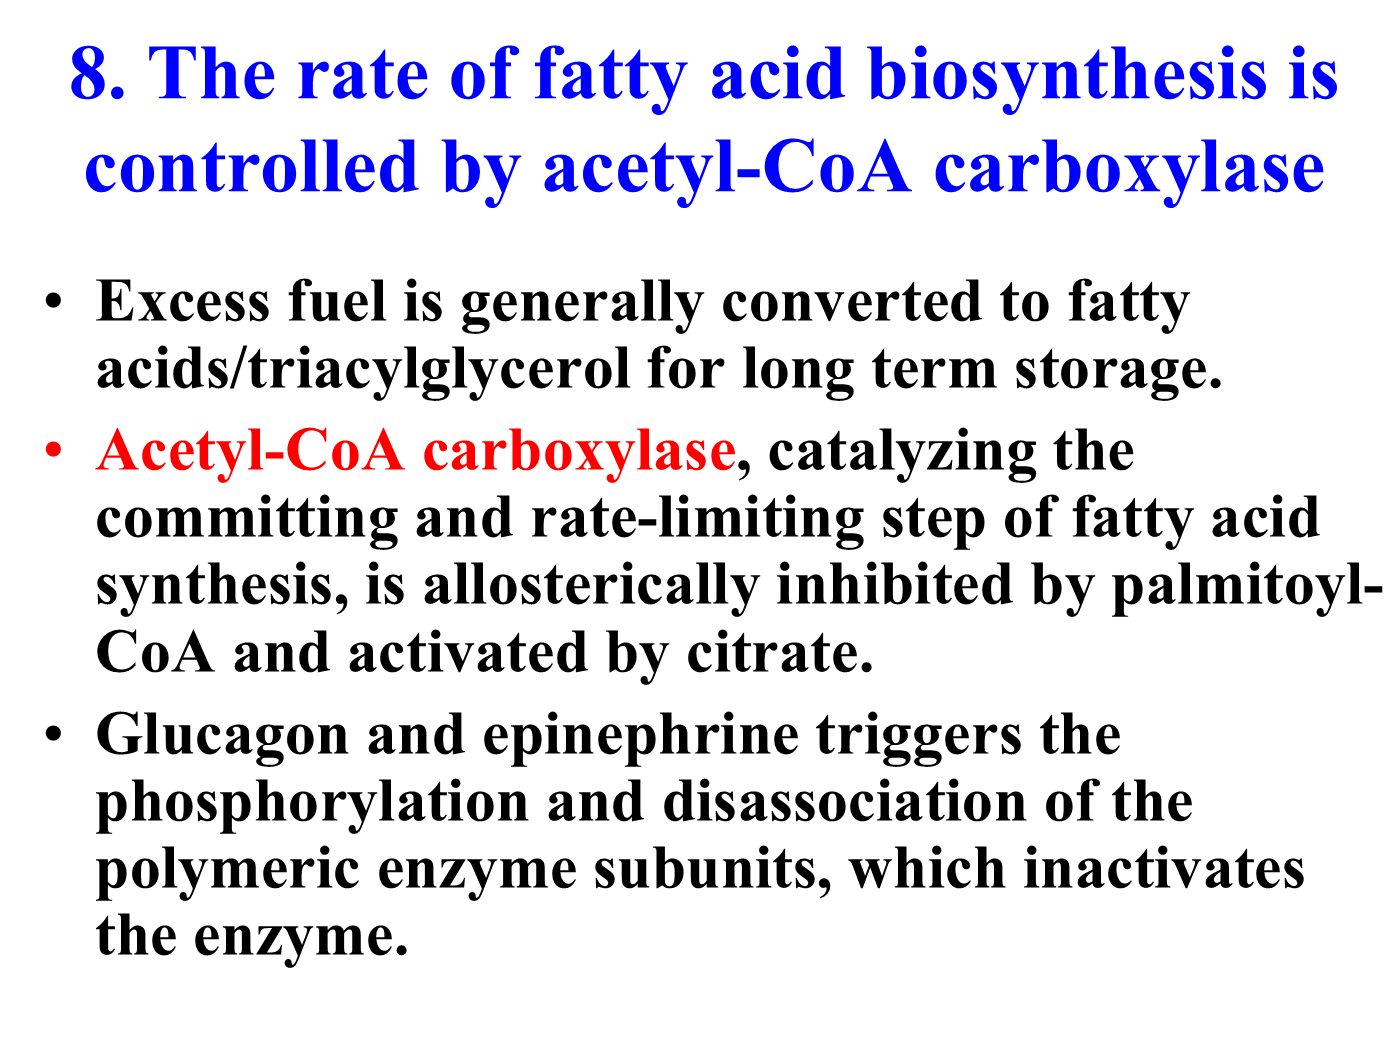 8. The rate of fatty acid biosynthesis is
controlled by acetyl-CoA carboxylase
• Excess fuel is generally converted to fatty
acids/triacylglycerol for long term storage.
• Acetyl-CoA carboxylase, catalyzing the
committing and rate-limiting step of fatty acid
synthesis, is allosterically inhibited by palmitoyl-
CoA and activated by citrate.
• Glucagon and epinephrine triggers the
phosphorylation and disassociation of the
polymeric enzyme subunits, which inactivates
the enzyme.